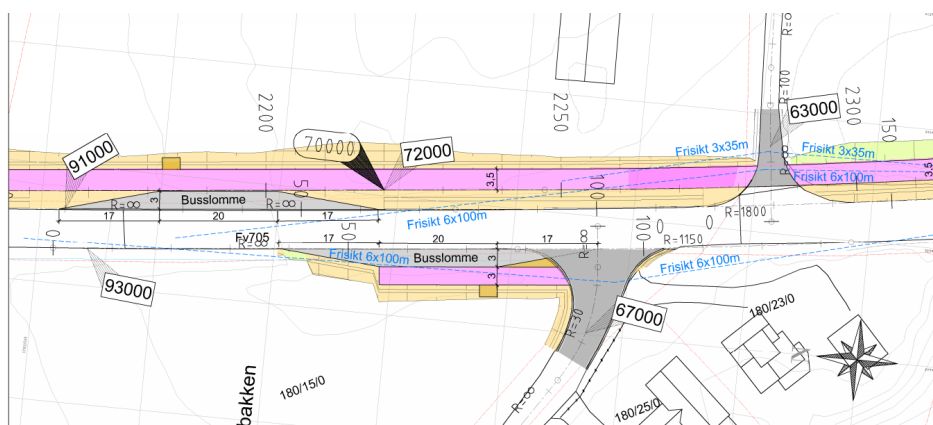 R=∞
R=100
2200
2250
2300
150
91000
70000
72000
63000
Frisikt 3x35m
Frisikt 3x35m
3,5
3,5
R=∞
Frisikt 6x100m
3
Busslomme
R=∞
R=∞
50
100
Frisikt 6x100m
R=1800
17
20
17
Fv705
R=∞
17
20
17
R=∞
100
R=∞
R=1150
0
50
Frisikt 6x100m
Busslomme
3
3
Frisikt 6x100m
93000
67000
R=30
180/23/0
bakken
180/15/0
R=∞
180/25/0